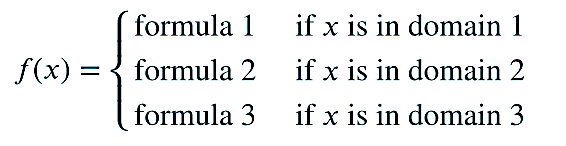 formula 1 if x is in domain 1
f(x) = { formula 2 if x is in domain 2
formula 3 if x is in domain 3